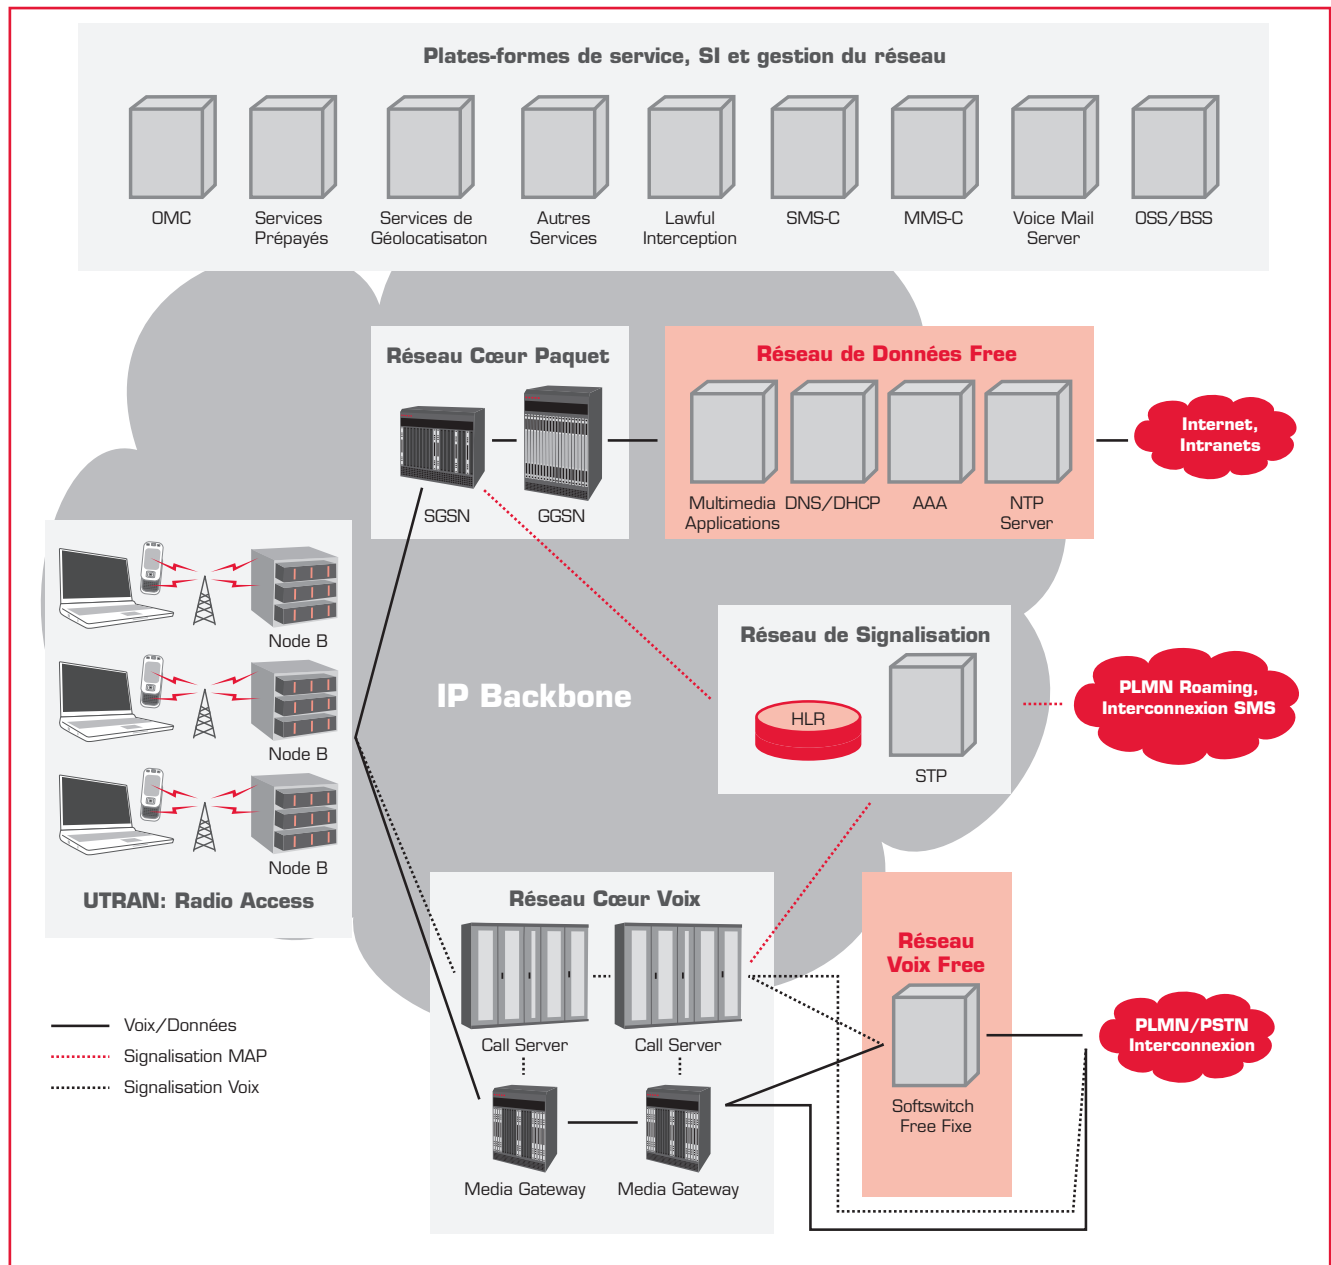 Plates-formes de service, SI et gestion du réseau
OMC
Services
Prépayés
Services de
Géolocatisaton
Autres
Services
Lawful
Interception
SMS-C
MMS-C
Voice Mail
Server
OSS/BSS
Réseau Cœur Paquet
SGSN
GGSN
Réseau de Données Free
Multimedia
Applications
DNS/DHCP
AAA
NTP
Server
Internet,
Intranets
Node B
Node B
Node B
UTRAN: Radio Access
IP Backbone
Réseau de Signalisation
HLR
STP
PLMN Roaming,
Interconnexion SMS
Réseau Cœur Voix
Call Server
Call Server
Media Gateway
Media Gateway
Réseau
Voix Free
Softswitch
Free Fixe
PLMN/PSTN
Interconnexion
Voix/Données
Signalisation MAP
Signalisation Voix